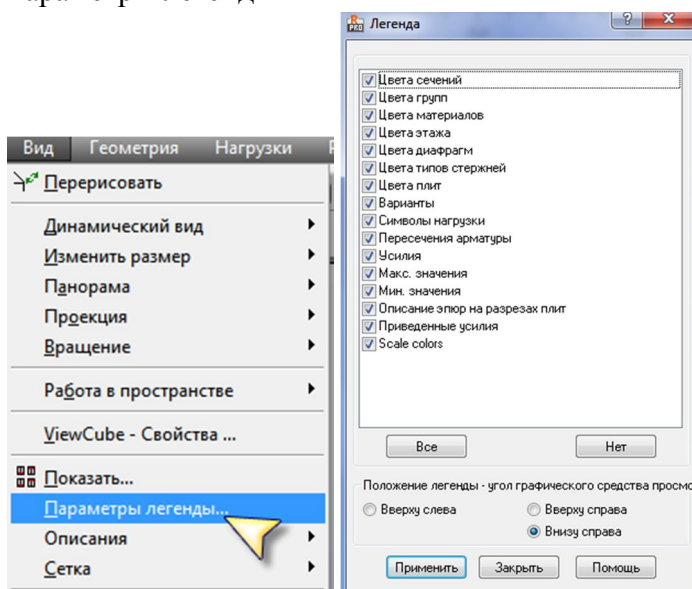 Вид Геометрия Нагрузки
Перерисовать
Динамический вид
Изменить размер
Панорама
Проекция
Вращение
Работа в пространстве
ViewCube - Свойства ...
Показать...
Параметры легенды...
Описания
Сетка
PRO Легенда
Цвета сечений
Цвета групп
Цвета материалов
Цвета этажа
Цвета диафрагм
Цвета типов стержней
Цвета плит
Варианты
Символы нагрузки
Пересечения арматуры
Усилия
Макс. значения
Мин. значения
Описание эпюр на разрезах плит
Приведенные усилия
Scale colors
Все Нет
Положение легенды - угол графического средства просмо
Вверху слева Вверху справа
Внизу справа
Применить Закрыть Помощь